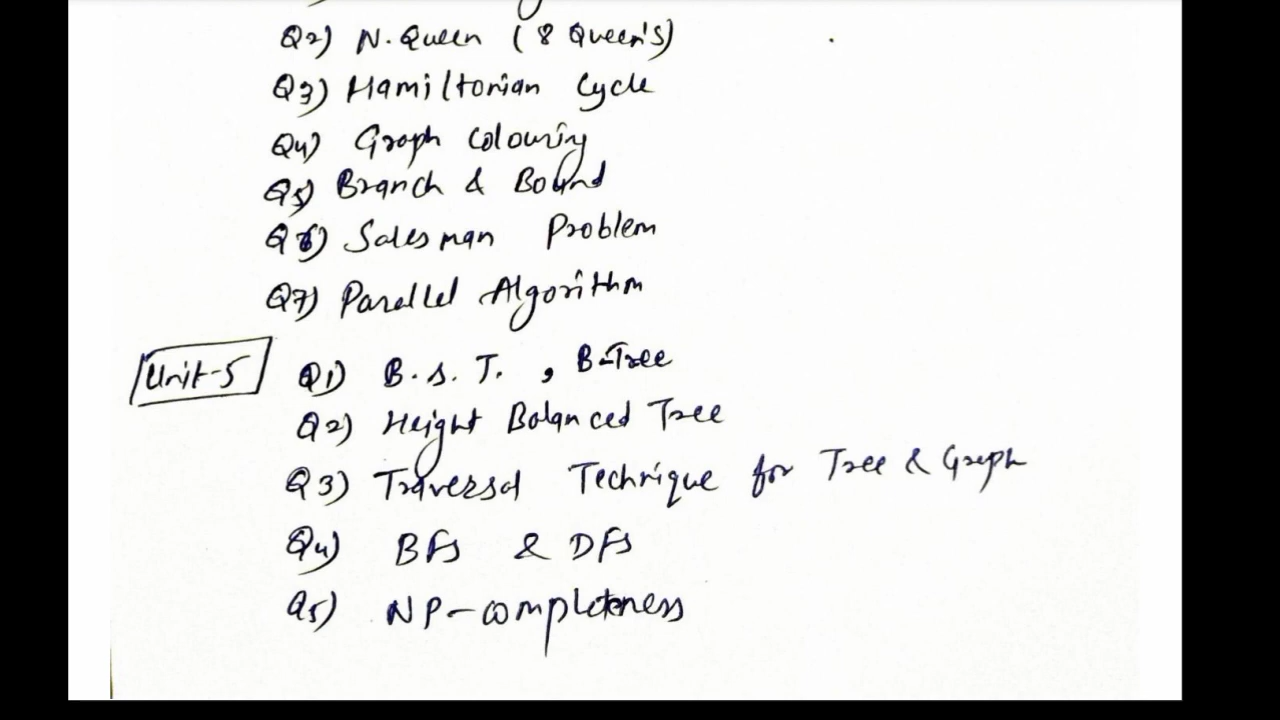 Q2) N. Queen (8 Queen's)
Q3) Hamiltonian Cycle
Q4) Graph Colouring
Q5) Branch & Bound
Q6) Salesman Problem
Q7) Parallel Algorithm
Unit-5 Q1) B.S.T. , B-Tree
Q2) Height Balanced Tree
Q3) Traversal Technique for Tree & Graph
Q4) BFS & DFS
Q5) NP-completeness